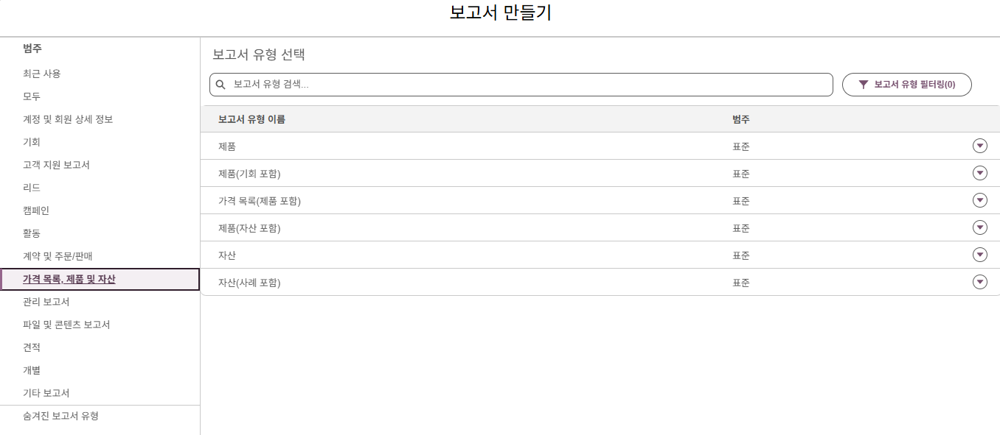 보고서 만들기
범주
최근 사용
모두
계정 및 회원 상세 정보
기회
고객 지원 보고서
리드
캠페인
활동
계약 및 주문/판매
가격 목록, 제품 및 자산
관리 보고서
파일 및 콘텐츠 보고서
견적
개별
기타 보고서
숨겨진 보고서 유형
보고서 유형 선택
보고서 유형 검색...
보고서 유형 필터링(0)
보고서 유형 이름 범주
제품 표준
제품(기회 포함) 표준
가격 목록(제품 포함) 표준
제품(자산 포함) 표준
자산 표준
자산(사례 포함) 표준